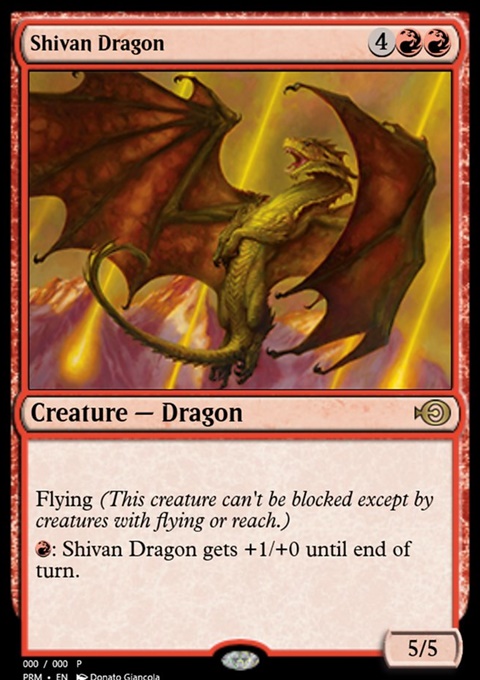 Shivan Dragon 4
Creature — Dragon
Flying (This creature can't be blocked except by
creatures with flying or reach.)
: Shivan Dragon gets +1/+0 until end of
turn.
5/5
000 / 000 P
PRM • EN Donato Giancola